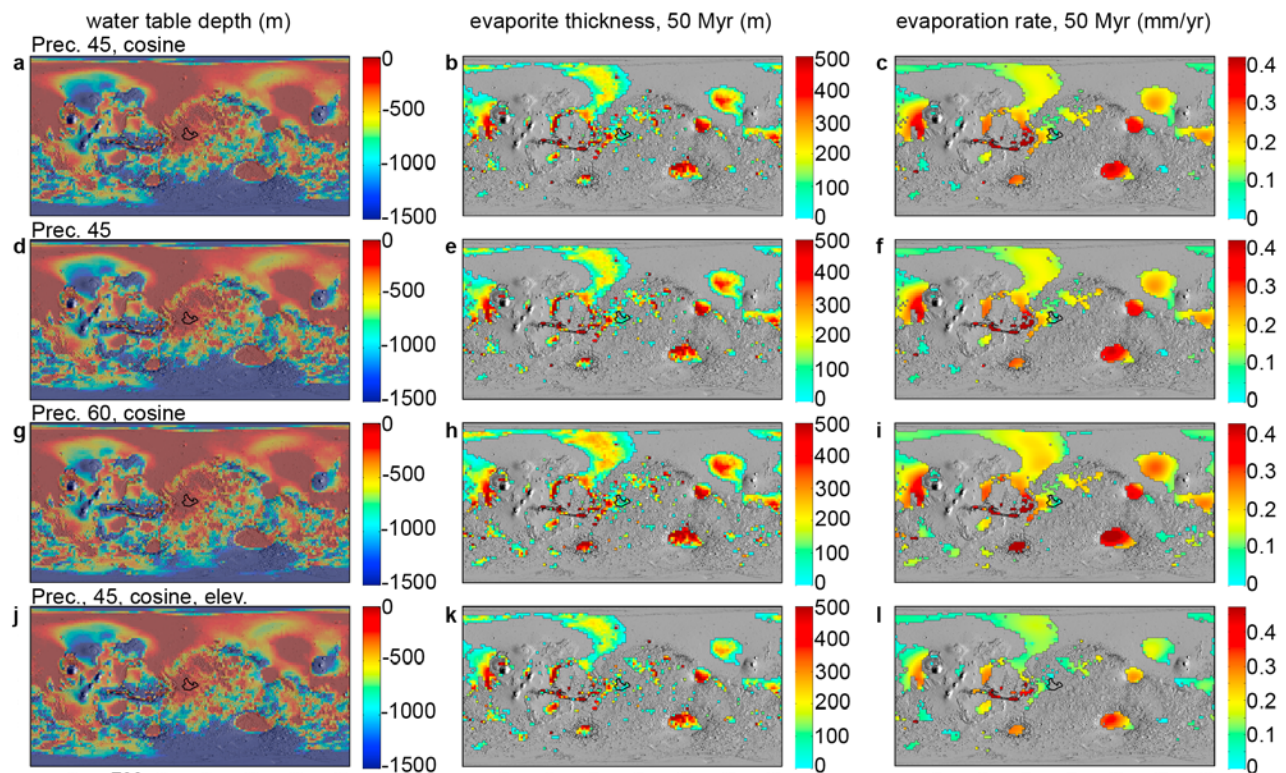 water table depth (m) evaporite thickness, 50 Myr (m) evaporation rate, 50 Myr (mm/yr)
Prec. 45, cosine
a 0 b 500 c 0.4
-500 400 0.3
300
-1000 200 0.2
100 0.1
-1500 0 0
Prec. 45
d 0 e 500 f 0.4
-500 400 0.3
300
-1000 200 0.2
100 0.1
-1500 0 0
Prec. 60, cosine
g 0 h 500 i 0.4
-500 400 0.3
300
-1000 200 0.2
100 0.1
-1500 0 0
Prec., 45, cosine, elev.
j 0 k 500 l
-500 400 0.4
300 0.3
-1000 200 0.2
100 0.1
-1500 0 0